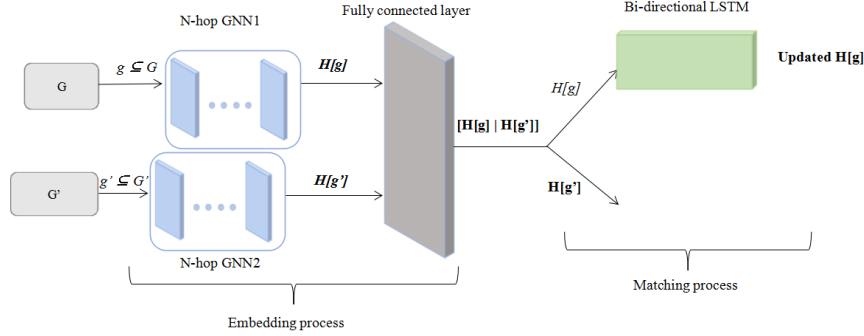 N-hop GNN1
Fully connected layer
Bi-directional LSTM
G
g ⊆ G
H[g]
H[g]
Updated H[g]
[H[g] | H[g’]]
G’
g’ ⊆ G’
H[g’]
H[g’]
N-hop GNN2
Embedding process
Matching process